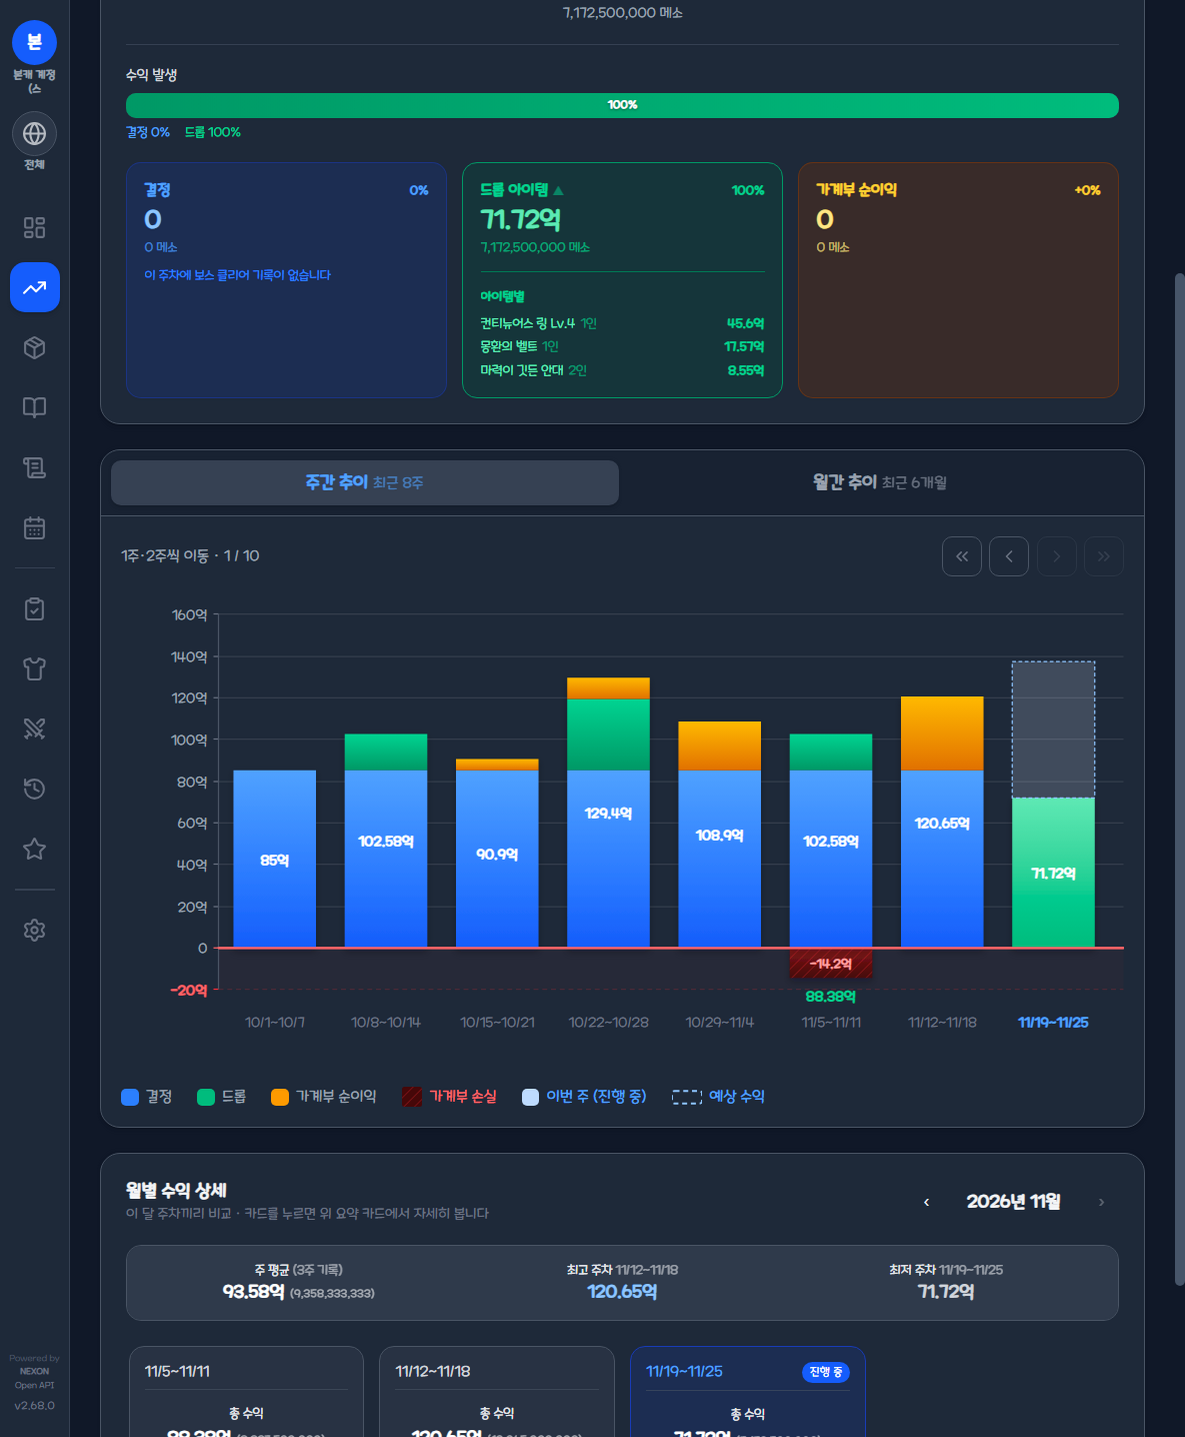 본
본캐 계정
(스
전체
Powered by
NEXON
Open API
v2.68.0
7,172,500,000 메소
수익 발생
100%
결정 0% 드롭 100%
결정 0%
0
0 메소
이 주차에 보스 클리어 기록이 없습니다
드롭 아이템 ▲ 100%
71.72억
7,172,500,000 메소
아이템별
컨티뉴어스 링 Lv.4 1인 45.6억
몽환의 벨트 1인 17.57억
마력이 깃든 안대 2인 8.55억
가계부 순이익 +0%
0
0 메소
주간 추이 최근 8주
월간 추이 최근 6개월
1주·2주씩 이동 · 1 / 10
160억
140억
120억
100억
80억
60억
40억
20억
0
-20억
85억
102.58억
90.9억
129.4억
108.9억
102.58억
-14.2억
88.38억
120.65억
71.72억
10/1~10/7 10/8~10/14 10/15~10/21 10/22~10/28 10/29~11/4 11/5~11/11 11/12~11/18 11/19~11/25
결정 드롭 가계부 순이익 가계부 손실 이번 주 (진행 중) 예상 수익
월별 수익 상세
이 달 주차끼리 비교 · 카드를 누르면 위 요약 카드에서 자세히 봅니다
2026년 11월
주 평균 (3주 기록)
93.58억 (9,358,333,333)
최고 주차 11/12~11/18
120.65억
최저 주차 11/19~11/25
71.72억
11/5~11/11
총 수익
88.38억
11/12~11/18
총 수익
120.65억
11/19~11/25 진행 중
총 수익
71.72억